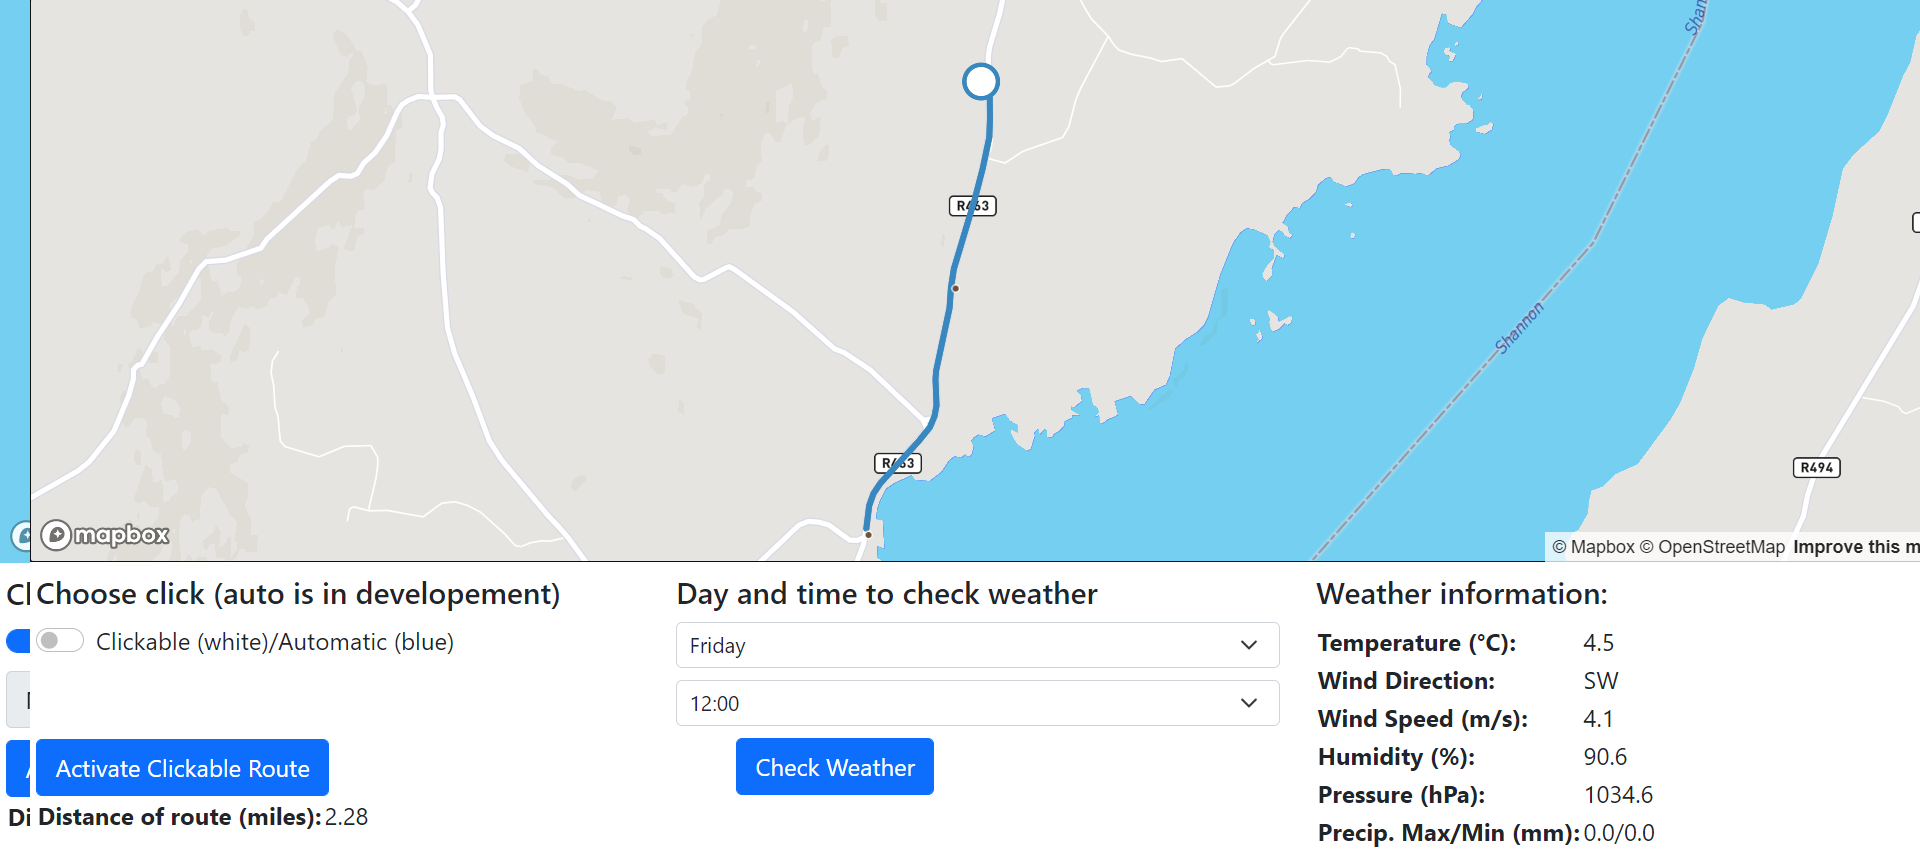 Shan
R463
Shannon
R463
R494
mapbox
© Mapbox © OpenStreetMap Improve this m
Cl
Choose click (auto is in developement)
Clickable (white)/Automatic (blue)
Activate Clickable Route
Di
Distance of route (miles): 2.28
Day and time to check weather
Friday
12:00
Check Weather
Weather information:
Temperature (°C): 4.5
Wind Direction: SW
Wind Speed (m/s): 4.1
Humidity (%): 90.6
Pressure (hPa): 1034.6
Precip. Max/Min (mm): 0.0/0.0